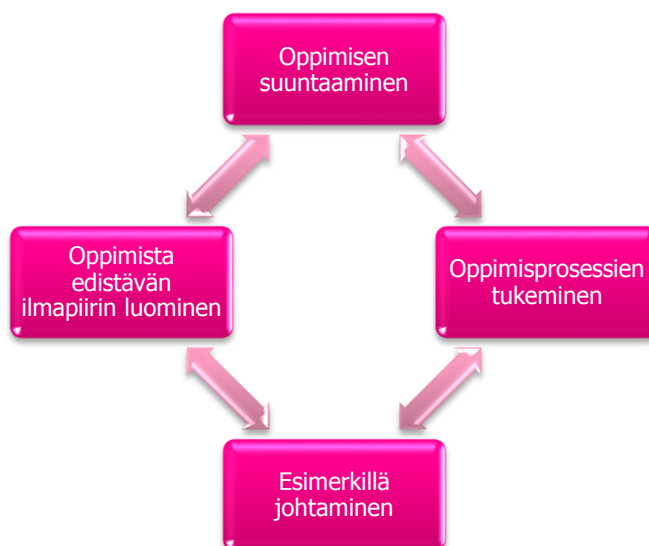 Oppimisen
suuntaaminen
Oppimista
edistävän
ilmapiirin luominen
Oppimisprosessien
tukeminen
Esimerkillä
johtaminen